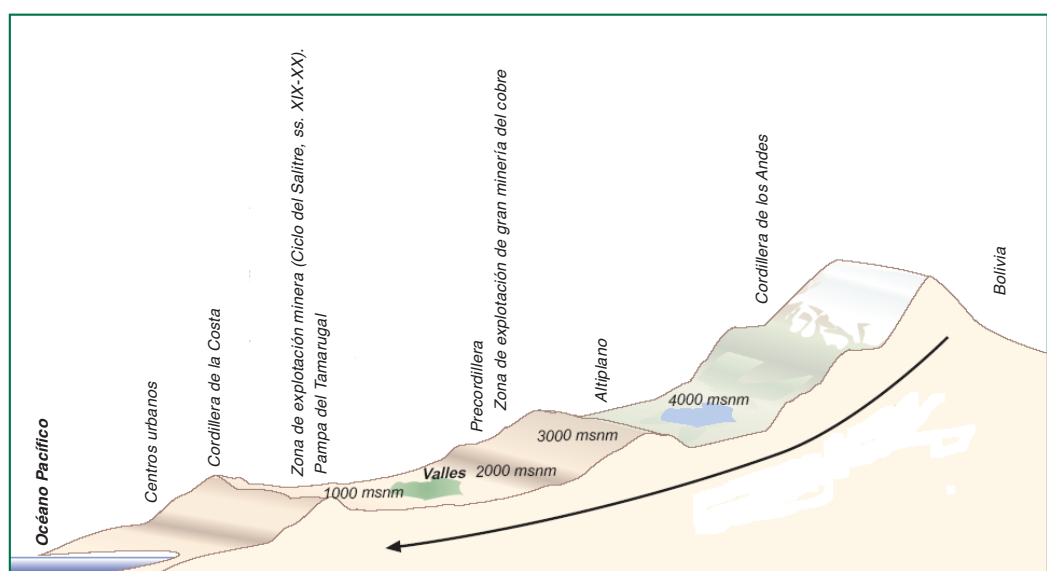 Océano Pacífico
Centros urbanos
Cordillera de la Costa
Zona de explotación minera (Ciclo del Salitre, ss. XIX-XX).
Pampa del Tamarugal
Precordillera
Zona de explotación de gran minería del cobre
Altiplano
Cordillera de los Andes
Bolivia
4000 msnm
3000 msnm
Valles
2000 msnm
1000 msnm